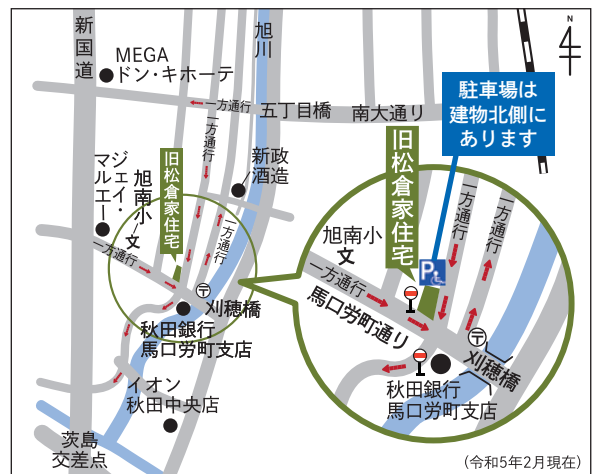 新国道
MEGA
ドン・キホーテ
旭川
N
4
一方通行
五丁目橋
南大通り
駐車場は
建物北側に
あります
一方通行
マルエー・
ジェイ・
旭南小
文
旧松倉家住宅
新政
酒造
一方通行
一方通行
〒
刈穂橋
秋田銀行
馬口労町支店
イオン
秋田中央店
茨島
交差点
旧松倉家住宅
旭南小
文
一方通行
馬口労町通り
P
一方通行
一方通行
〒
刈穂橋
秋田銀行
馬口労町支店
(令和5年2月現在)